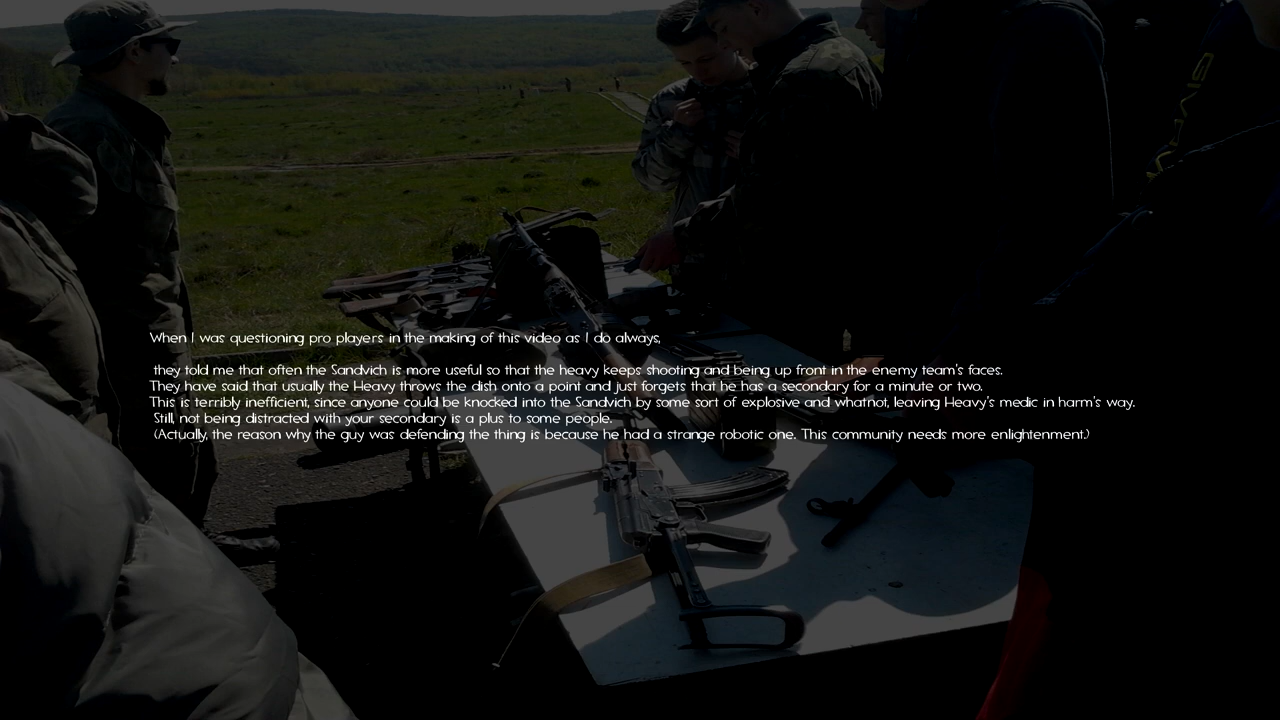 When I was questioning pro players in the making of this video as I do always,
they told me that often the Sandvich is more useful so that the heavy keeps shooting and being up front in the enemy team's faces.
They have said that usually the Heavy throws the dish onto a point and just forgets that he has a secondary for a minute or two.
This is terribly inefficient, since anyone could be knocked into the Sandvich by some sort of explosive and whatnot, leaving Heavy's medic in harm's way.
Still, not being distracted with your secondary is a plus to some people.
(Actually, the reason why the guy was defending the thing is because he had a strange robotic one. This community needs more enlightenment.)